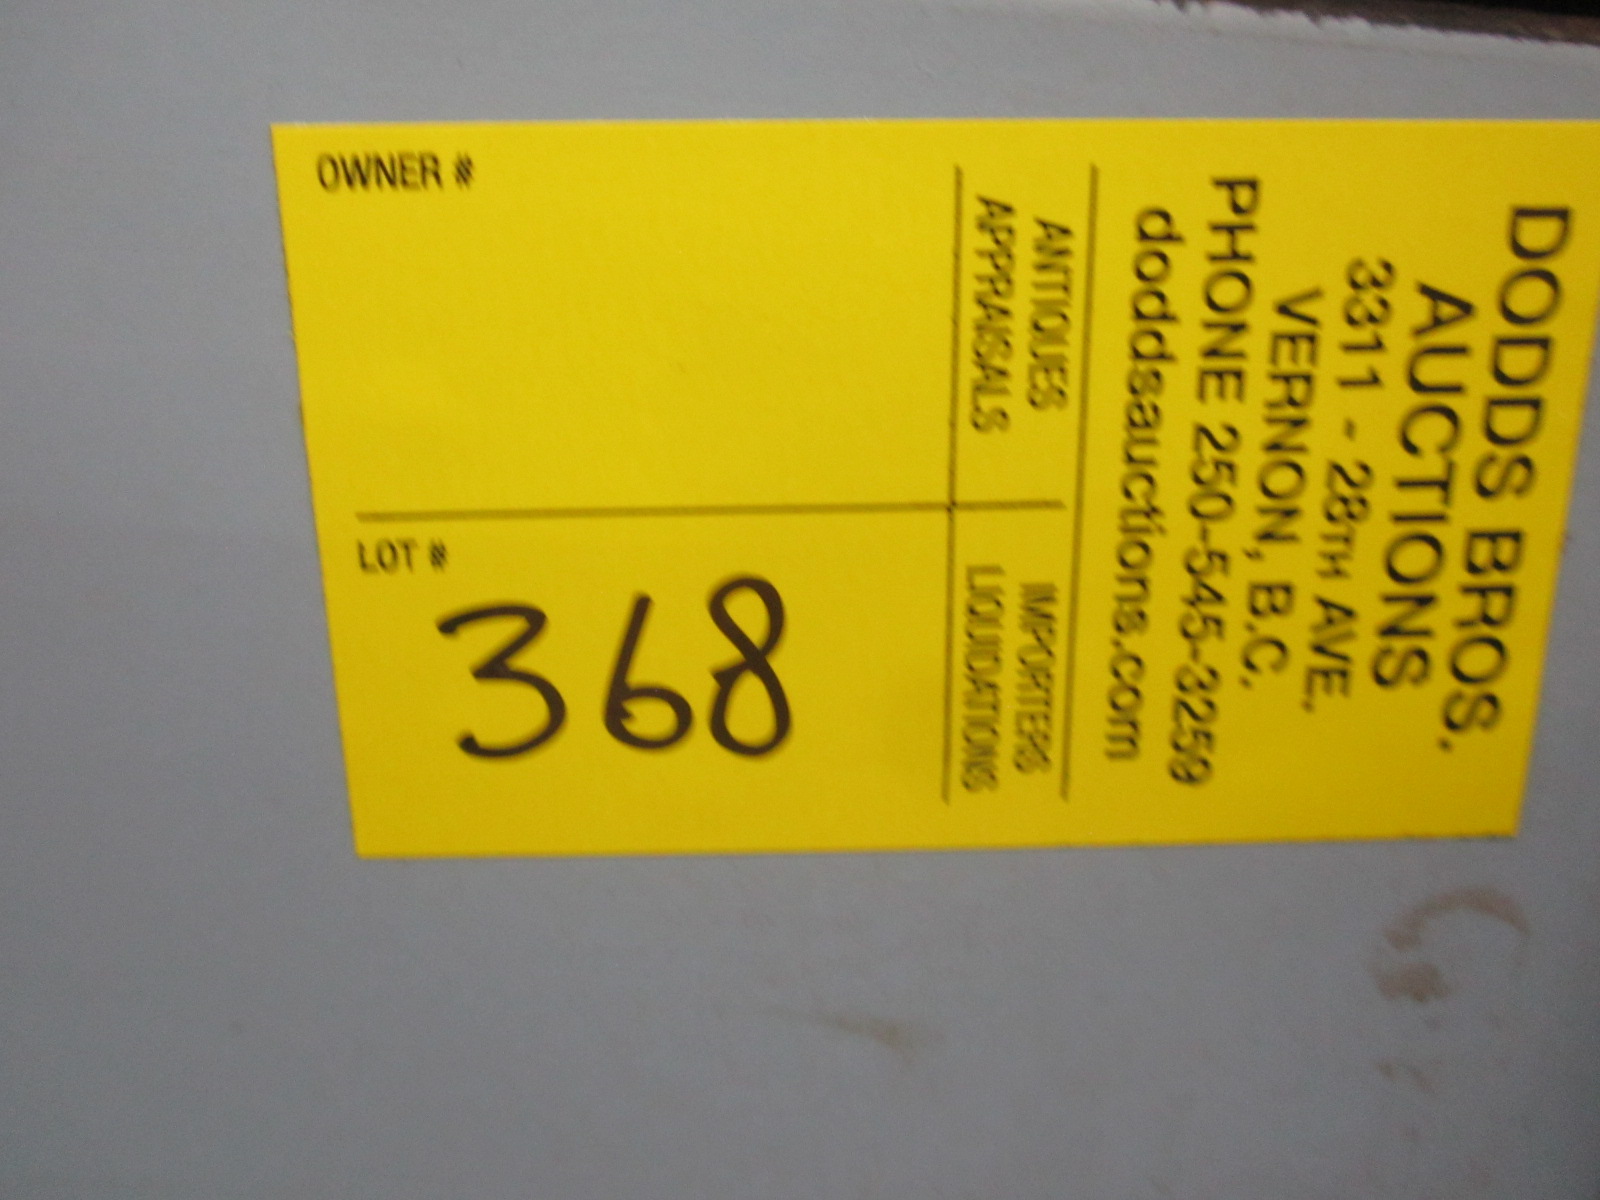 DODDS BROS.
AUCTIONS
3311 - 28TH AVE.
VERNON, B.C.
PHONE 250-545-3259
doddsauctions.com
ANTIQUES IMPORTERS
APPRAISALS LIQUIDATIONS
OWNER #
LOT #
368